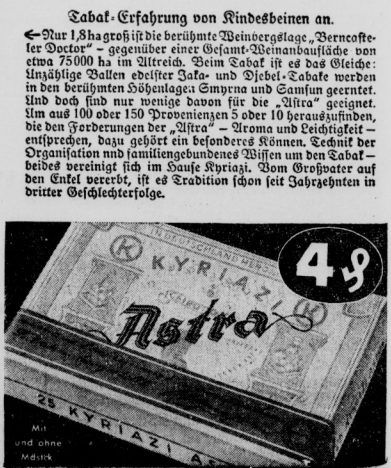 Tabak-Erfahrung von Kindesbeinen an.
←Nur 1,8 ha groß ist die berühmte Weinbergslage „Berncaste-
ler Doctor“ - gegenüber einer Gesamt-Weinanbaufläche von
etwa 75000 ha im Altreich. Beim Tabak ist es das Gleiche:
Unzählige Ballen edelster Jaka- und Djebel-Tabake werden
in den berühmten Höhenlagen Smyrna und Samsun geerntet.
Und doch sind nur wenige davon für die „Astra“ geeignet.
Um aus 100 oder 150 Provenienzen 5 oder 10 herauszufinden,
die den Forderungen der „Astra“ – Aroma und Leichtigkeit –
entsprechen, dazu gehört ein besonderes Können. Technik der
Organisation nnd familiengebundenes Wissen um den Tabak –
beides vereinigt sich im Hause Kyriazi. Vom Großvater auf
den Enkel vererbt, ist es Tradition schon seit Jahrzehnten in
dritter Geschlechterfolge.
4 ₰
IN DEUTSCHLAND
K KYRIAZI K
Astra
25 KYRIAZI
Mit
und ohne
Mdstck